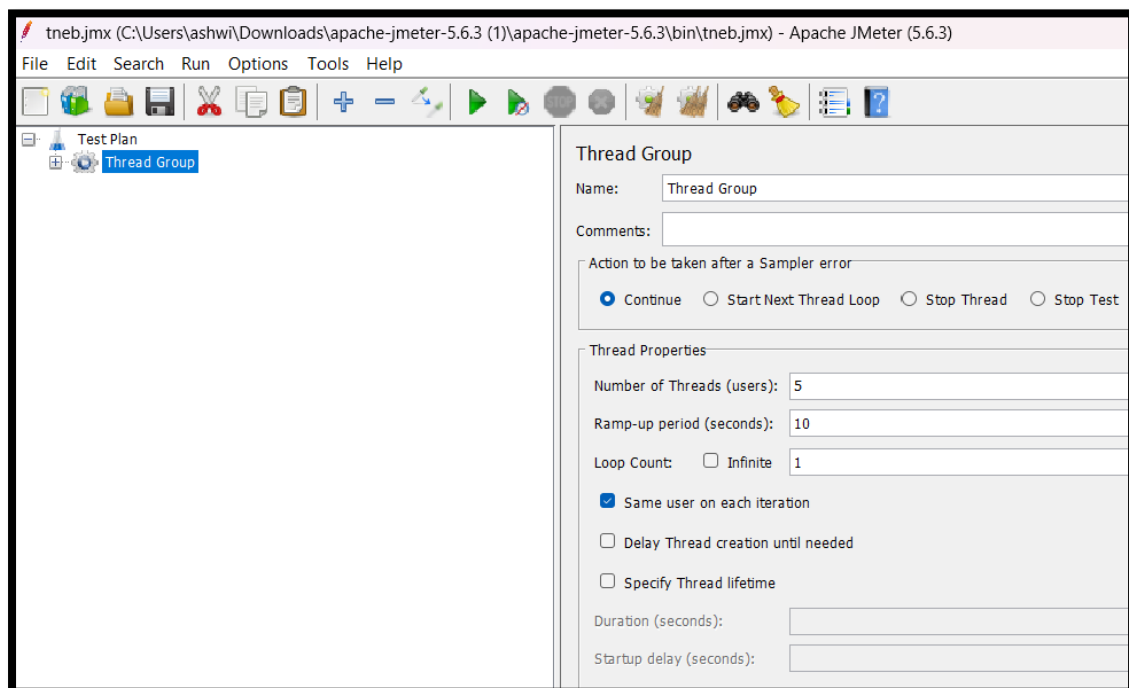 tneb.jmx (C:\Users\ashwi\Downloads\apache-jmeter-5.6.3 (1)\apache-jmeter-5.6.3\bin\tneb.jmx) - Apache JMeter (5.6.3)
File Edit Search Run Options Tools Help
STOP
Test Plan
Thread Group
Thread Group
Name: Thread Group
Comments:
Action to be taken after a Sampler error
Continue Start Next Thread Loop Stop Thread Stop Test
Thread Properties
Number of Threads (users): 5
Ramp-up period (seconds): 10
Loop Count: Infinite 1
Same user on each iteration
Delay Thread creation until needed
Specify Thread lifetime
Duration (seconds):
Startup delay (seconds):